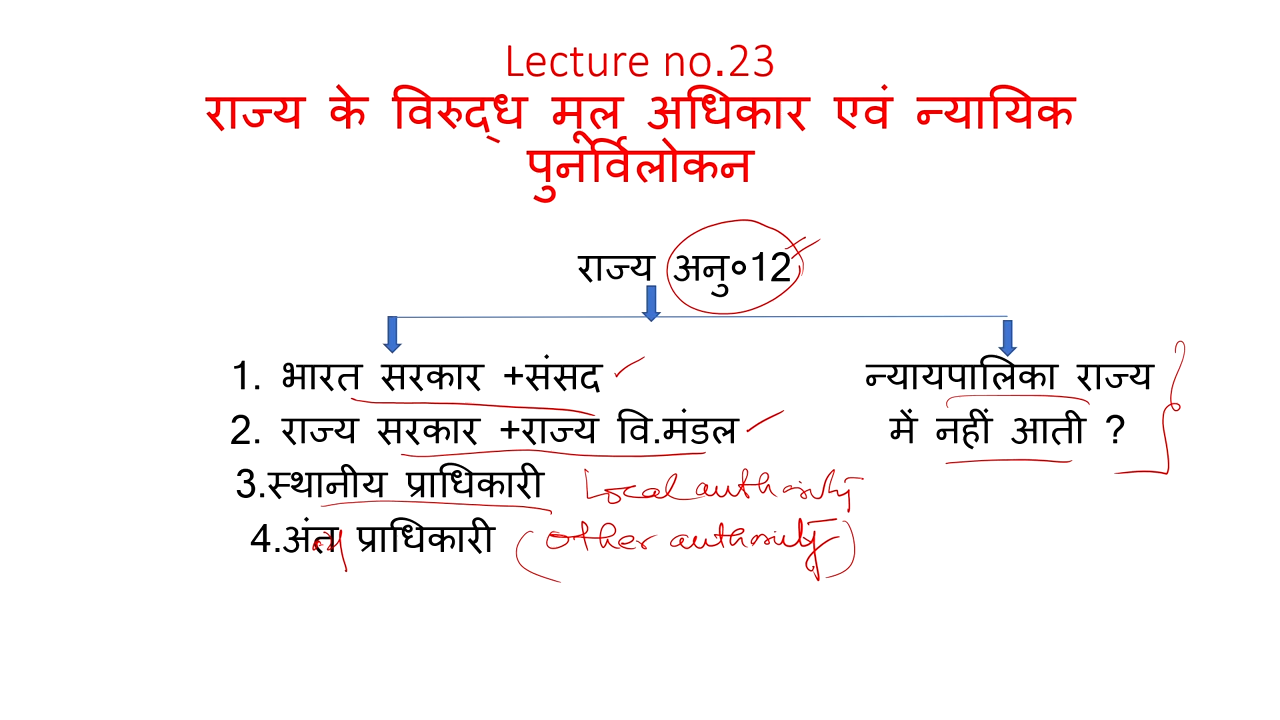 Lecture no.23
राज्य के विरुद्ध मूल अधिकार एवं न्यायिक
पुनर्विलोकन
राज्य अनु०12
1. भारत सरकार +संसद
2. राज्य सरकार +राज्य वि.मंडल
3.स्थानीय प्राधिकारी Local authority
4.अंत प्राधिकारी (other authority)
न्यायपालिका राज्य
में नहीं आती ?